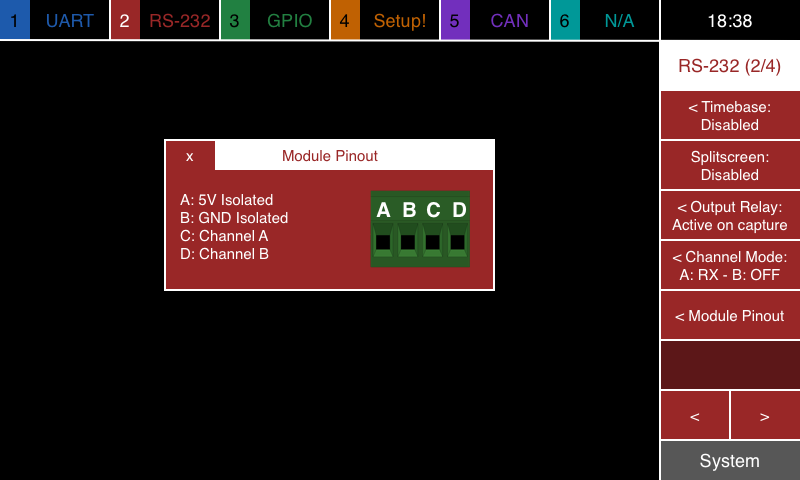 1 UART 2 RS-232 3 GPIO 4 Setup! 5 CAN 6 N/A 18:38
RS-232 (2/4)
< Timebase:
Disabled
Splitscreen:
Disabled
< Output Relay:
Active on capture
< Channel Mode:
A: RX - B: OFF
< Module Pinout
< >
System
x Module Pinout
A: 5V Isolated
B: GND Isolated
C: Channel A
D: Channel B
A B C D